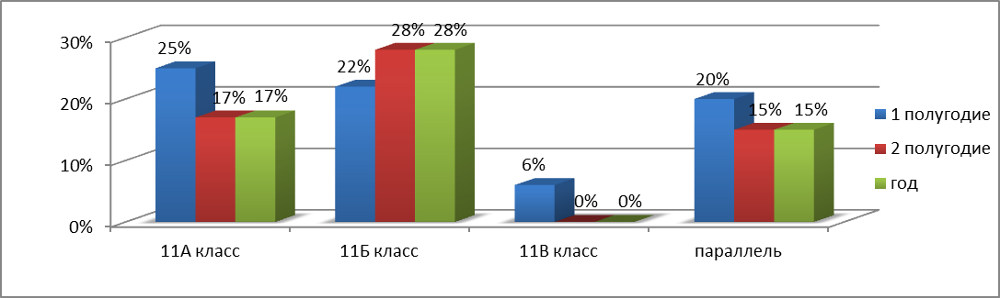 30%
20%
10%
0%
25%
17%
17%
22%
28%
28%
6%
0%
0%
20%
15%
15%
11А класс
11Б класс
11В класс
параллель
1 полугодие
2 полугодие
год